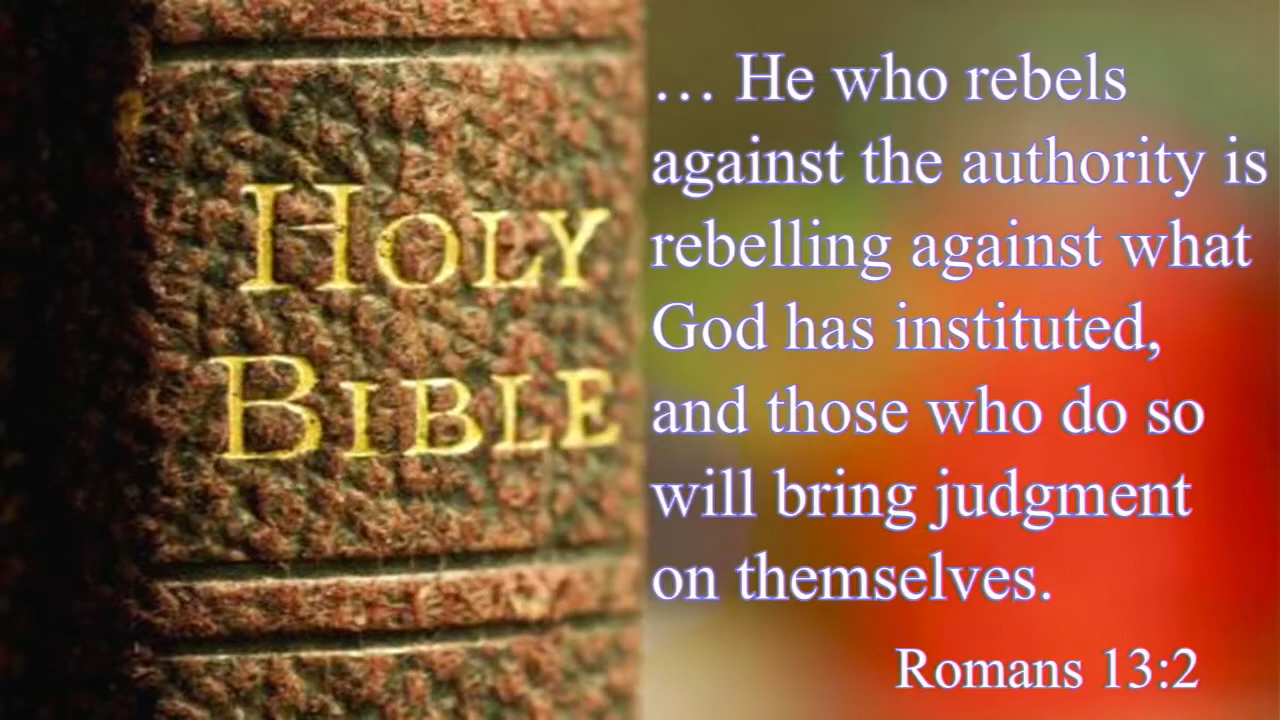 HOLY
BIBLE
… He who rebels
against the authority is
rebelling against what
God has instituted,
and those who do so
will bring judgment
on themselves.
Romans 13:2